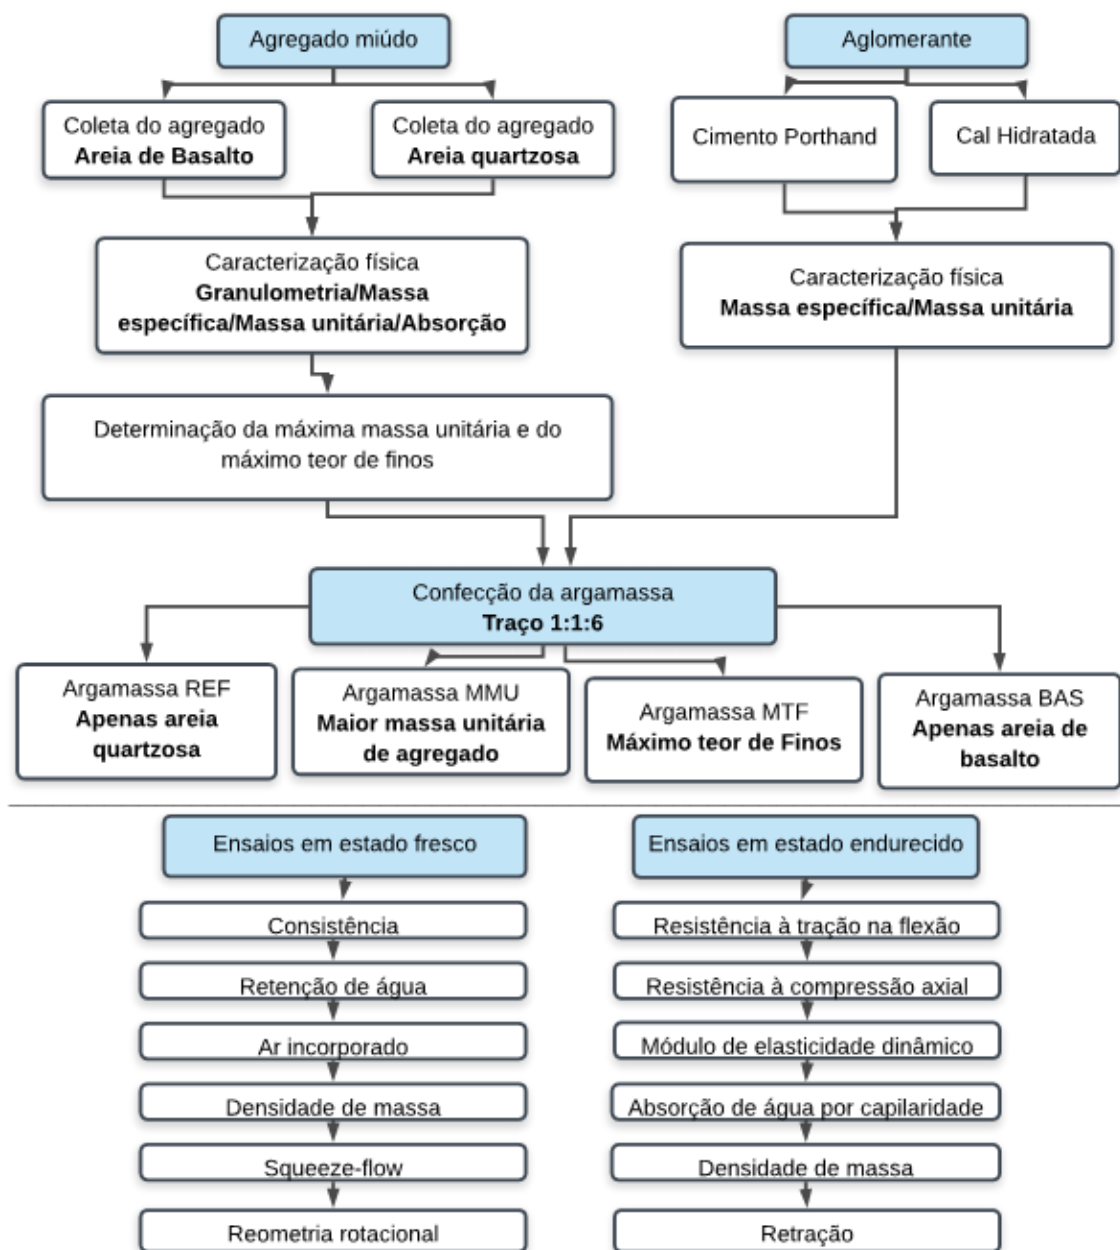 Agregado miúdo
Aglomerante
Coleta do agregado
Areia de Basalto
Coleta do agregado
Areia quartzosa
Cimento Porthand
Cal Hidratada
Caracterização física
Granulometria/Massa
específica/Massa unitária/Absorção
Caracterização física
Massa específica/Massa unitária
Determinação da máxima massa unitária e do
máximo teor de finos
Confecção da argamassa
Traço 1:1:6
Argamassa REF
Apenas areia
quartzosa
Argamassa MMU
Maior massa unitária
de agregado
Argamassa MTF
Máximo teor de Finos
Argamassa BAS
Apenas areia de
basalto
Ensaios em estado fresco
Consistência
Retenção de água
Ar incorporado
Densidade de massa
Squeeze-flow
Reometria rotacional
Ensaios em estado endurecido
Resistência à tração na flexão
Resistência à compressão axial
Módulo de elasticidade dinâmico
Absorção de água por capilaridade
Densidade de massa
Retração